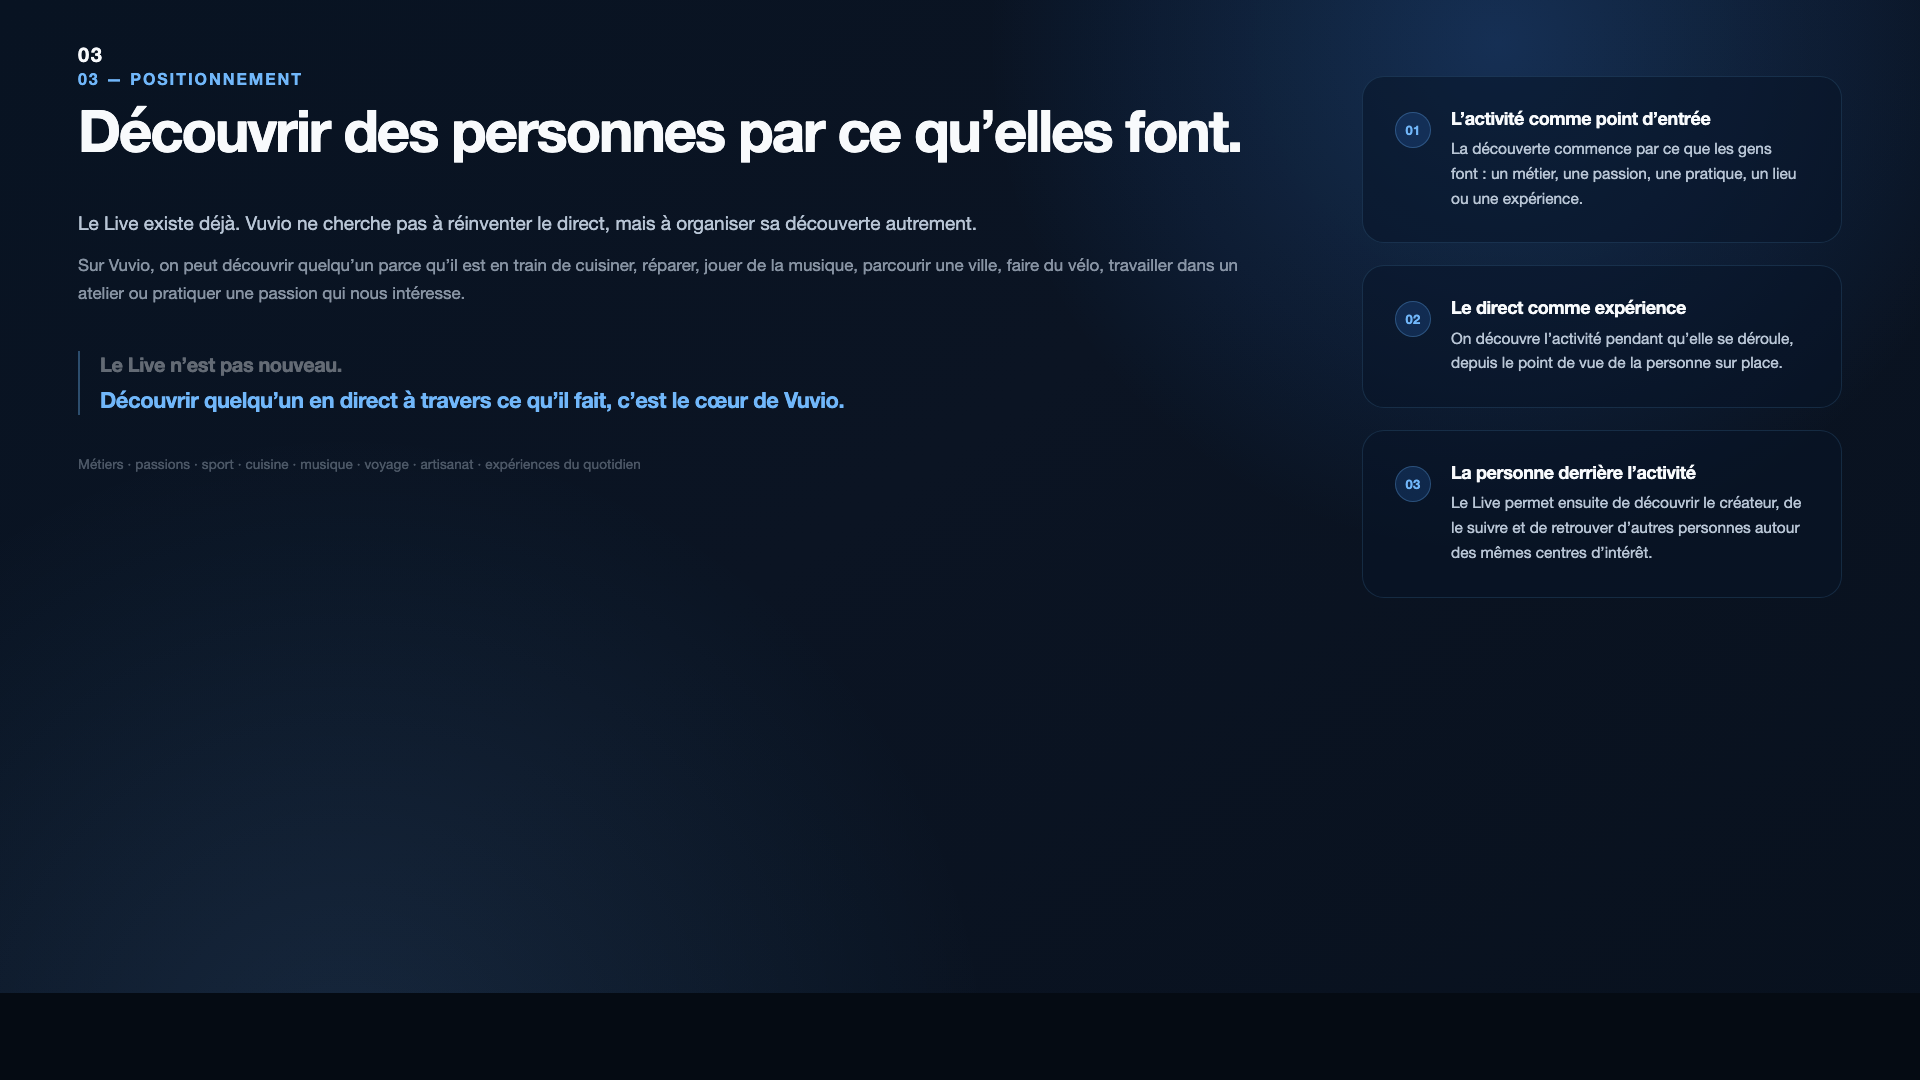 03
03 — POSITIONNEMENT
Découvrir des personnes par ce qu’elles font.
Le Live existe déjà. Vuvio ne cherche pas à réinventer le direct, mais à organiser sa découverte autrement.
Sur Vuvio, on peut découvrir quelqu’un parce qu’il est en train de cuisiner, réparer, jouer de la musique, parcourir une ville, faire du vélo, travailler dans un
atelier ou pratiquer une passion qui nous intéresse.
Le Live n’est pas nouveau.
Découvrir quelqu’un en direct à travers ce qu’il fait, c’est le cœur de Vuvio.
Métiers · passions · sport · cuisine · musique · voyage · artisanat · expériences du quotidien
01
L’activité comme point d’entrée
La découverte commence par ce que les gens
font : un métier, une passion, une pratique, un lieu
ou une expérience.
02
Le direct comme expérience
On découvre l’activité pendant qu’elle se déroule,
depuis le point de vue de la personne sur place.
03
La personne derrière l’activité
Le Live permet ensuite de découvrir le créateur, de
le suivre et de retrouver d’autres personnes autour
des mêmes centres d’intérêt.